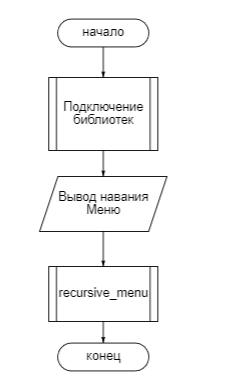 начало
Подключение
библиотек
Вывод навания
Меню
recursive_menu
конец